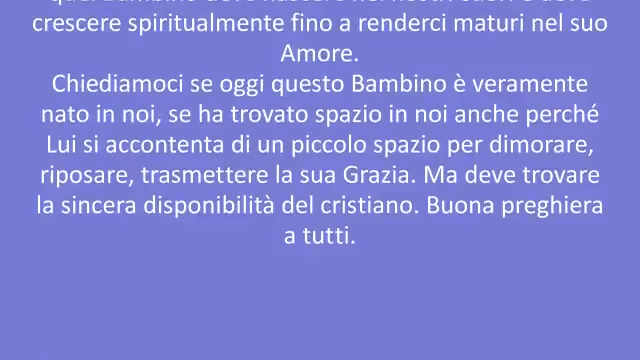 crescere spiritualmente fino a renderci maturi nel suo
Amore.
Chiediamoci se oggi questo Bambino è veramente
nato in noi, se ha trovato spazio in noi anche perché
Lui si accontenta di un piccolo spazio per dimorare,
riposare, trasmettere la sua Grazia. Ma deve trovare
la sincera disponibilità del cristiano. Buona preghiera
a tutti.